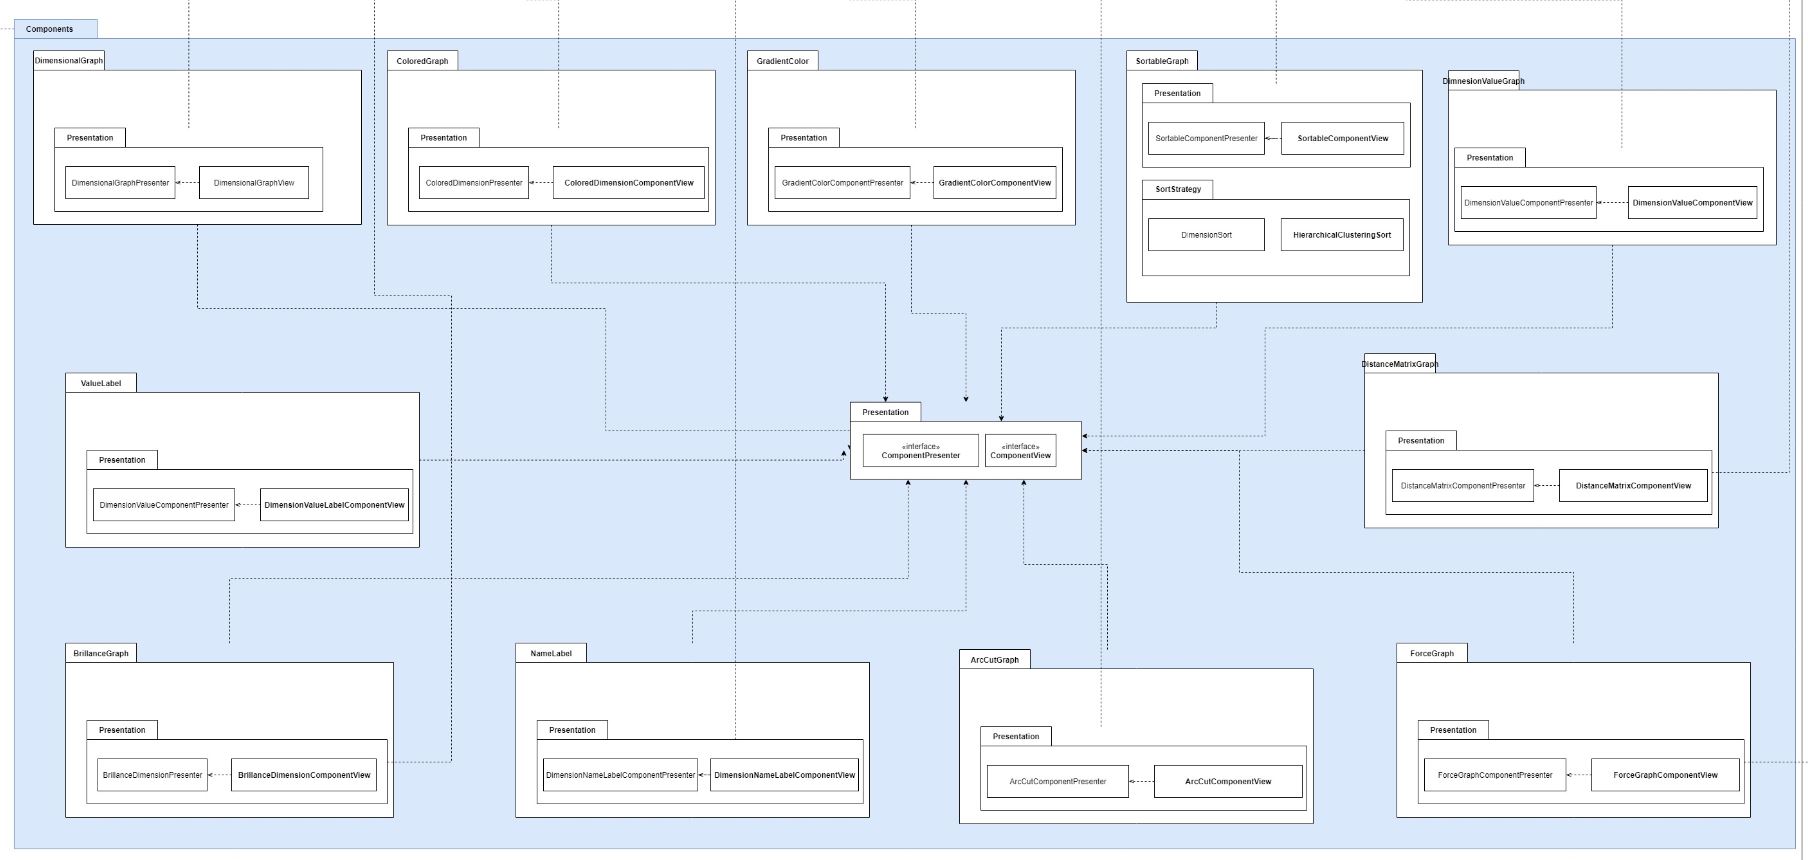 Components
DimensionalGraph
Presentation
DimensionalGraphPresenter
DimensionalGraphView
ColoredGraph
Presentation
ColoredDimensionPresenter
ColoredDimensionComponentView
GradientColor
Presentation
GradientColorComponentPresenter
GradientColorComponentView
SortableGraph
Presentation
SortableComponentPresenter
SortableComponentView
SortStrategy
DimensionSort
HierarchicalClusteringSort
DimnesionValueGraph
Presentation
DimensionValueComponentPresenter
DimensionValueComponentView
ValueLabel
Presentation
DimensionValueComponentPresenter
DimensionValueLabelComponentView
Presentation
«interface»
ComponentPresenter
«interface»
ComponentView
DistanceMatrixGraph
Presentation
DistanceMatrixComponentPresenter
DistanceMatrixComponentView
BrillanceGraph
Presentation
BrillanceDimensionPresenter
BrillanceDimensionComponentView
NameLabel
Presentation
DimensionNameLabelComponentPresenter
DimensionNameLabelComponentView
ArcCutGraph
Presentation
ArcCutComponentPresenter
ArcCutComponentView
ForceGraph
Presentation
ForceGraphComponentPresenter
ForceGraphComponentView